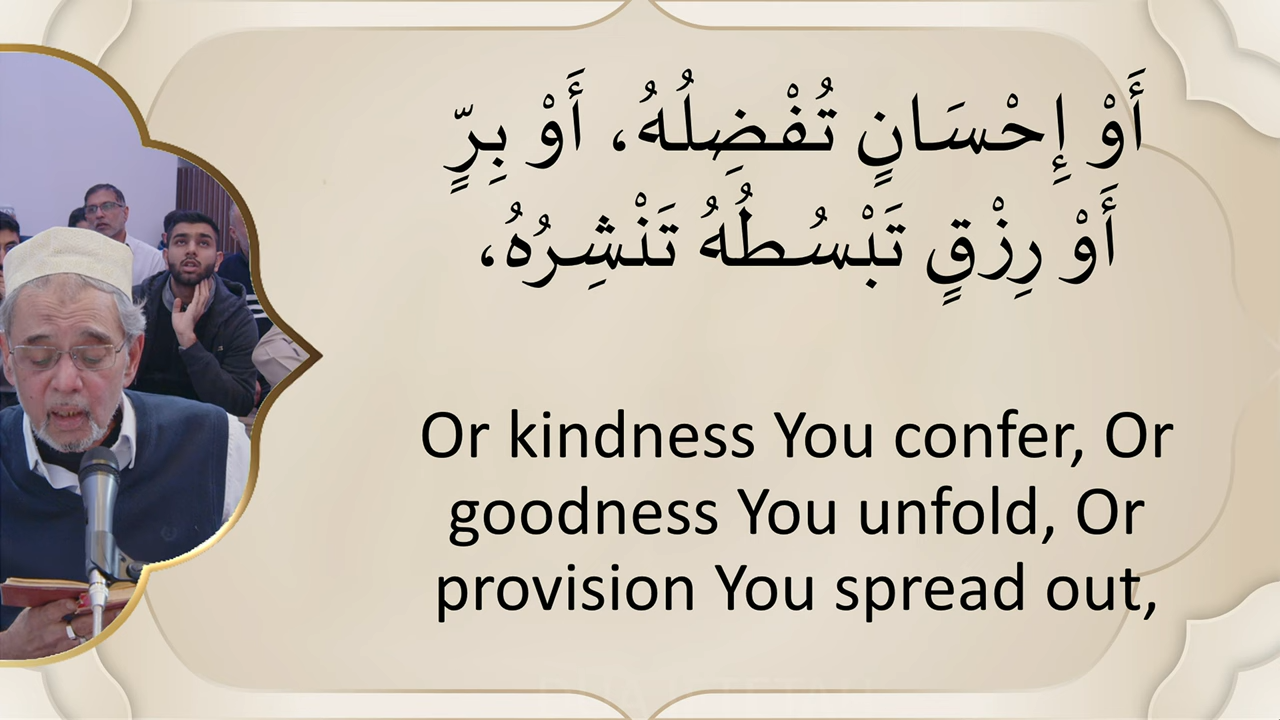 أَوْ إِحْسَانٍ تُفْضِلُهُ، أَوْ بِرٍّ
أَوْ رِزْقٍ تَبْسُطُهُ تَنْشِرُهُ،
Or kindness You confer, Or
goodness You unfold, Or
provision You spread out,